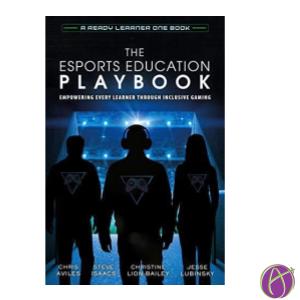 A READY LEARNER ONE BOOK
THE
ESPORTS EDUCATION
PLAYBOOK
EMPOWERING EVERY LEARNER THROUGH INCLUSIVE GAMING
CHRIS AVILES
STEVE ISAACS
CHRISTINE LION-BAILEY
JESSE LUBINSKY